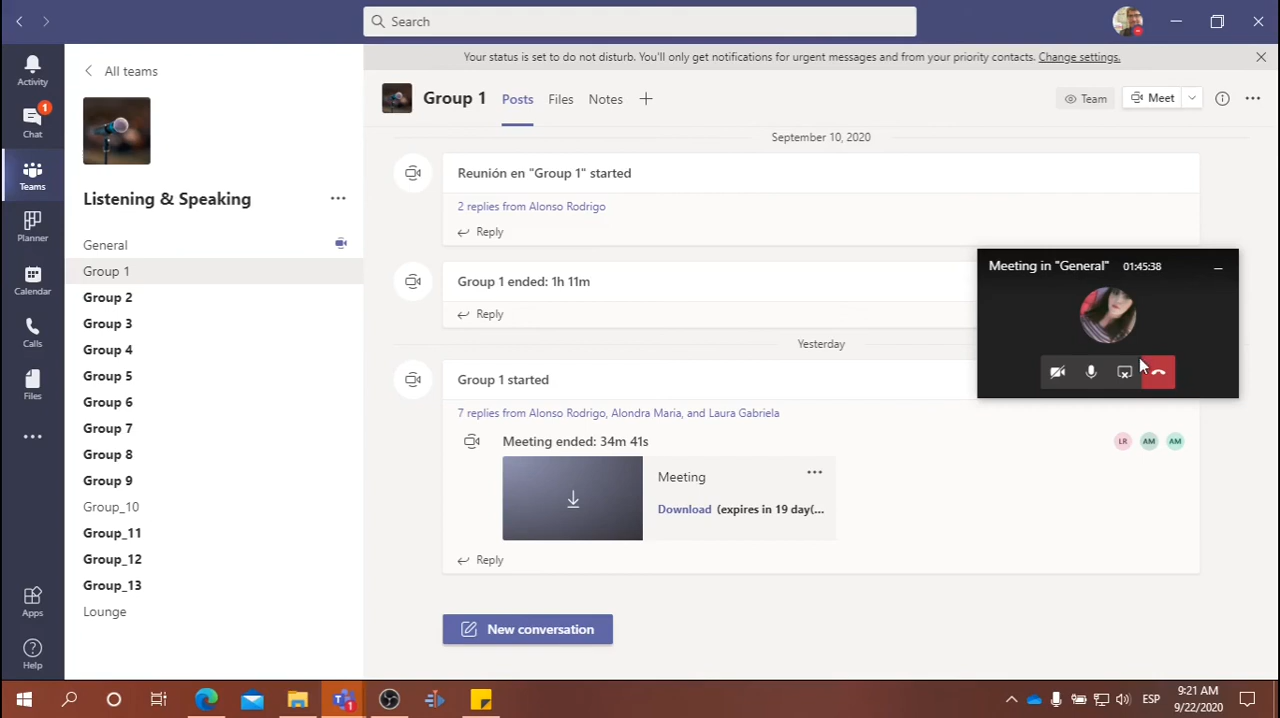 Search
Your status is set to do not disturb. You'll only get notifications for urgent messages and from your priority contacts. Change settings.
Activity
1
Chat
Teams
Planner
Calendar
Calls
Files
Apps
Help
All teams
Listening & Speaking
General
Group 1
Group 2
Group 3
Group 4
Group 5
Group 6
Group 7
Group 8
Group 9
Group_10
Group_11
Group_12
Group_13
Lounge
Group 1 Posts Files Notes
Team Meet
September 10, 2020
Reunión en "Group 1" started
2 replies from Alonso Rodrigo
Reply
Group 1 ended: 1h 11m
Reply
Yesterday
Group 1 started
7 replies from Alonso Rodrigo, Alondra Maria, and Laura Gabriela
Meeting ended: 34m 41s
LR AM AM
Meeting
Download (expires in 19 day(...
Reply
New conversation
Meeting in "General" 01:45:38
1
ESP
9:21 AM
9/22/2020